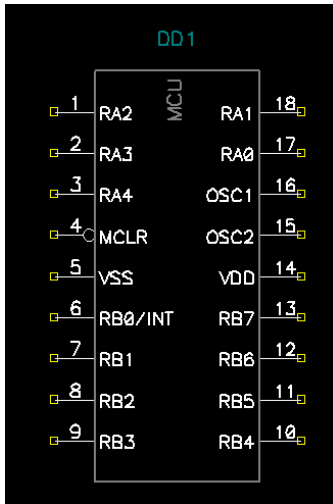 DD1
MCU
1 RA2 RA1 18
2 RA3 RA0 17
3 RA4 OSC1 16
4 MCLR OSC2 15
5 VSS VDD 14
6 RB0/INT RB7 13
7 RB1 RB6 12
8 RB2 RB5 11
9 RB3 RB4 10